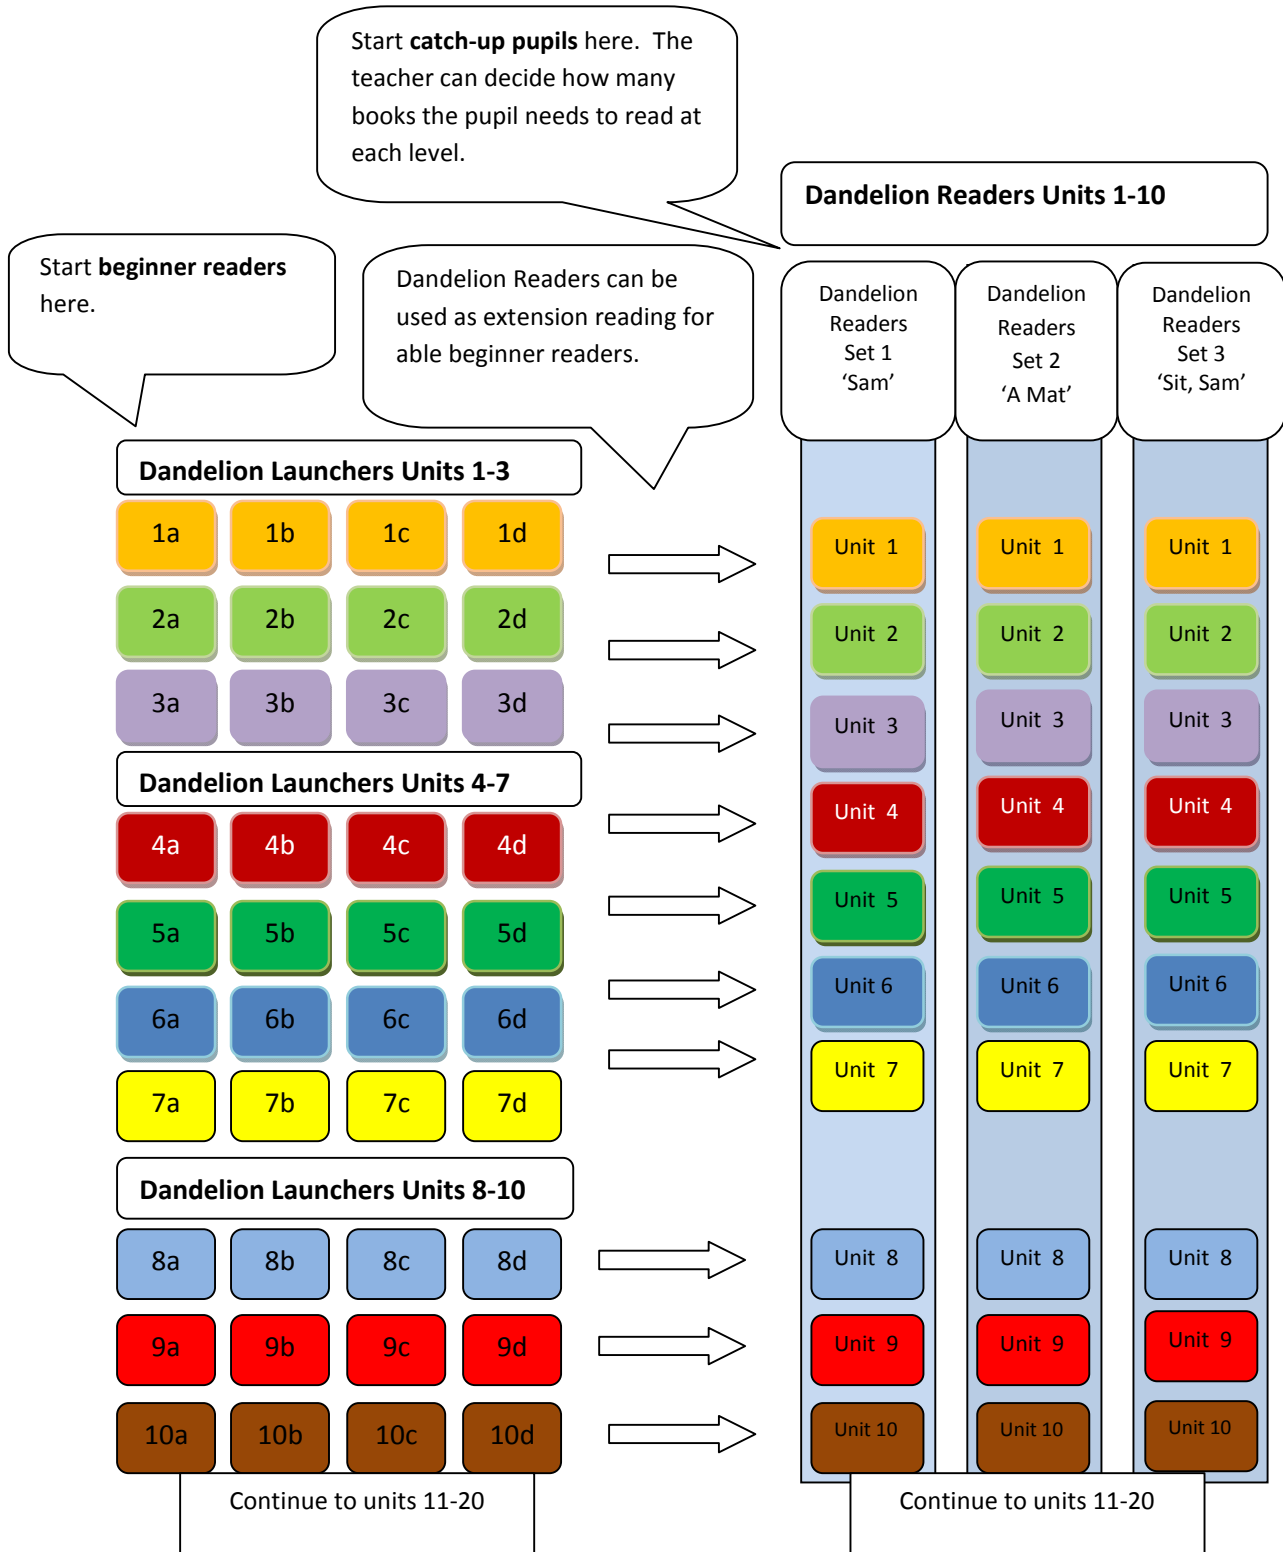 Start catch-up pupils here.  The
teacher can decide how many
books the pupil needs to read at
each level.
Dandelion Readers Units 1-10
Start beginner readers
here.
Dandelion Readers can be
used as extension reading for
able beginner readers.
Dandelion
Readers
Set 1
‘Sam’
Dandelion
Readers
Set 2
‘A Mat’
Dandelion
Readers
Set 3
‘Sit, Sam’
Dandelion Launchers Units 1-3
1a 1b 1c 1d
Unit 1 Unit 1 Unit 1
2a 2b 2c 2d
Unit 2 Unit 2 Unit 2
3a 3b 3c 3d
Unit 3 Unit 3 Unit 3
Dandelion Launchers Units 4-7
4a 4b 4c 4d
Unit 4 Unit 4 Unit 4
5a 5b 5c 5d
Unit 5 Unit 5 Unit 5
6a 6b 6c 6d
Unit 6 Unit 6 Unit 6
7a 7b 7c 7d
Unit 7 Unit 7 Unit 7
Dandelion Launchers Units 8-10
8a 8b 8c 8d
Unit 8 Unit 8 Unit 8
9a 9b 9c 9d
Unit 9 Unit 9 Unit 9
10a 10b 10c 10d
Unit 10 Unit 10 Unit 10
Continue to units 11-20
Continue to units 11-20